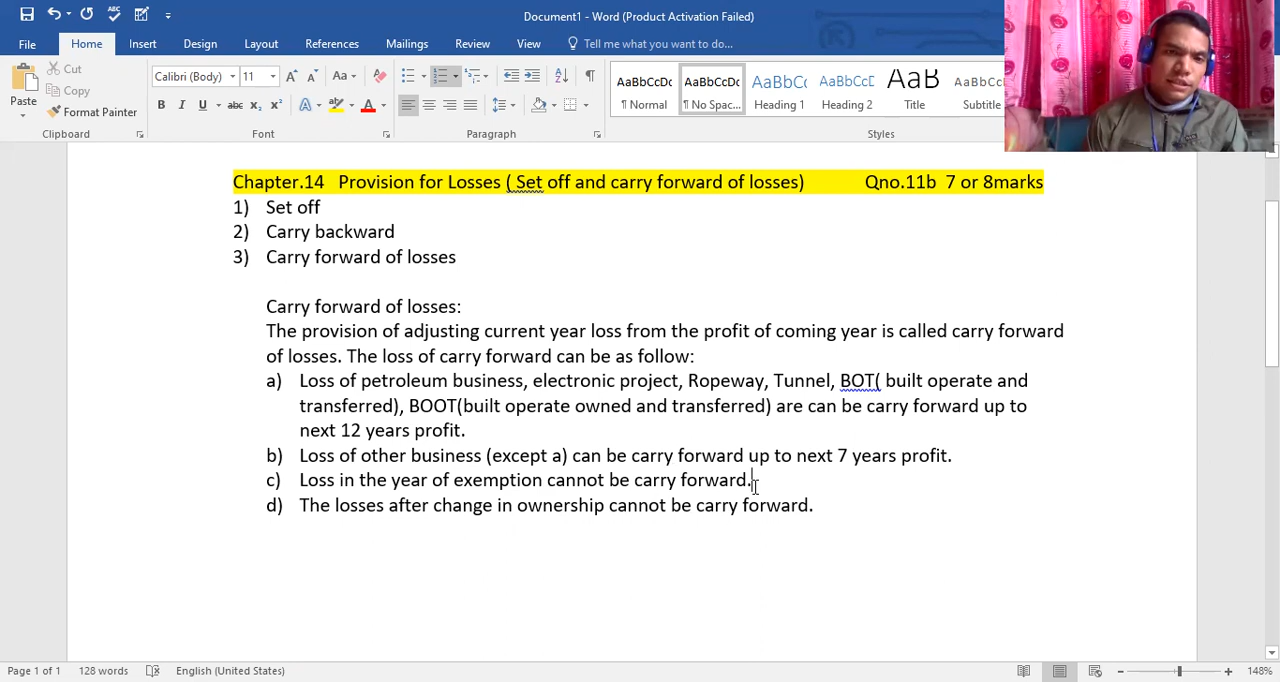 Document1 - Word (Product Activation Failed)
File Home Insert Design Layout References Mailings Review View Tell me what you want to do...
Paste
Cut
Copy
Format Painter
Clipboard
Calibri (Body) 11
Font
Paragraph
AaBbCcDc AaBbCcDc AaBbCc AaBbCcE AaB AaBbCcD
¶ Normal ¶ No Spac... Heading 1 Heading 2 Title Subtitle
Styles
Chapter.14 Provision for Losses ( Set off and carry forward of losses) Qno.11b 7 or 8marks
1) Set off
2) Carry backward
3) Carry forward of losses
Carry forward of losses:
The provision of adjusting current year loss from the profit of coming year is called carry forward
of losses. The loss of carry forward can be as follow:
a) Loss of petroleum business, electronic project, Ropeway, Tunnel, BOT( built operate and
transferred), BOOT(built operate owned and transferred) are can be carry forward up to
next 12 years profit.
b) Loss of other business (except a) can be carry forward up to next 7 years profit.
c) Loss in the year of exemption cannot be carry forward.
d) The losses after change in ownership cannot be carry forward.
Page 1 of 1 128 words English (United States) 148%